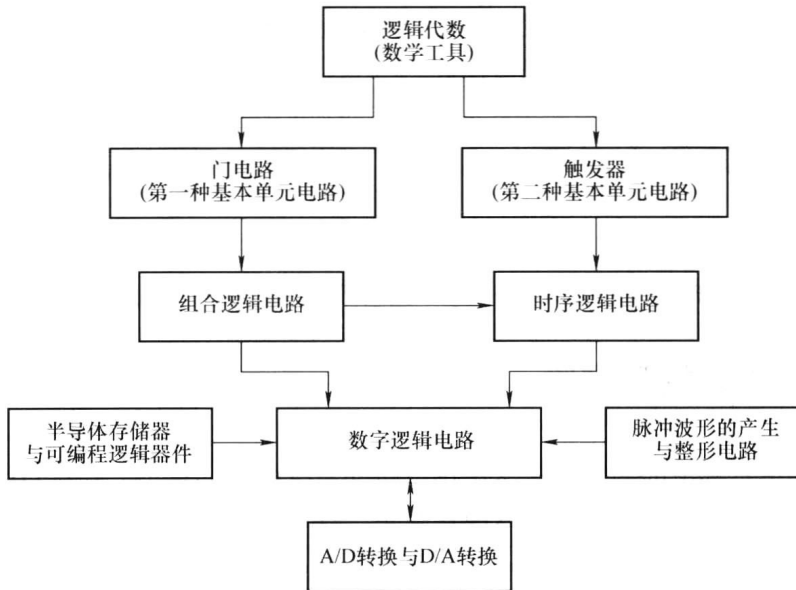 逻辑代数
(数学工具)
门电路
(第一种基本单元电路)
触发器
(第二种基本单元电路)
组合逻辑电路
时序逻辑电路
半导体存储器
与可编程逻辑器件
数字逻辑电路
脉冲波形的产生
与整形电路
A/D转换与D/A转换